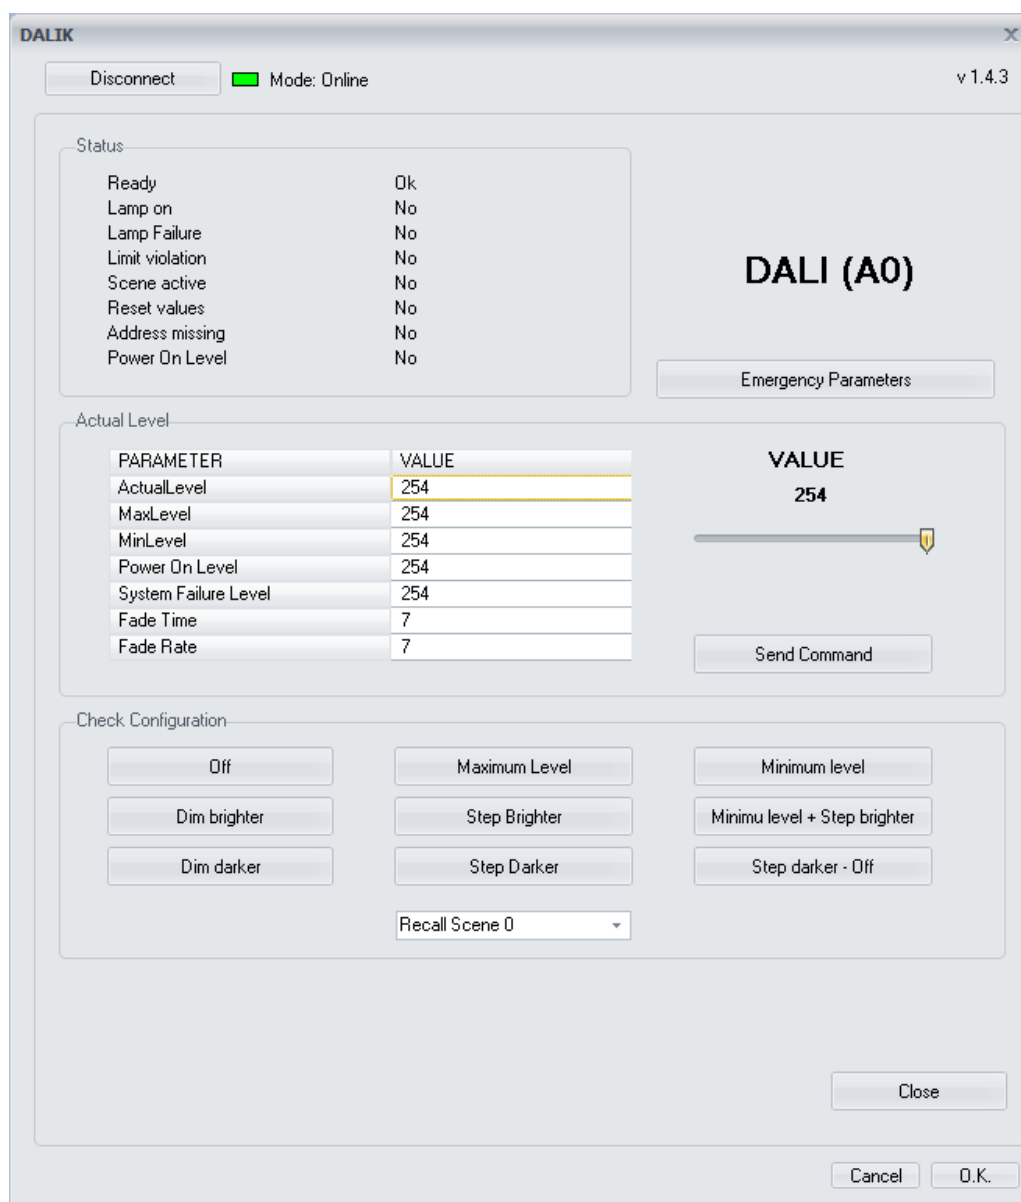 DALIK
Disconnect Mode: Online v 1.4.3
Status
Ready Ok
Lamp on No
Lamp Failure No
Limit violation No
Scene active No
Reset values No
Address missing No
Power On Level No
DALI (A0)
Emergency Parameters
Actual Level
PARAMETER VALUE
ActualLevel 254
MaxLevel 254
MinLevel 254
Power On Level 254
System Failure Level 254
Fade Time 7
Fade Rate 7
VALUE
254
Send Command
Check Configuration
Off Maximum Level Minimum level
Dim brighter Step Brighter Minimu level + Step brighter
Dim darker Step Darker Step darker - Off
Recall Scene 0
Close
Cancel O.K.